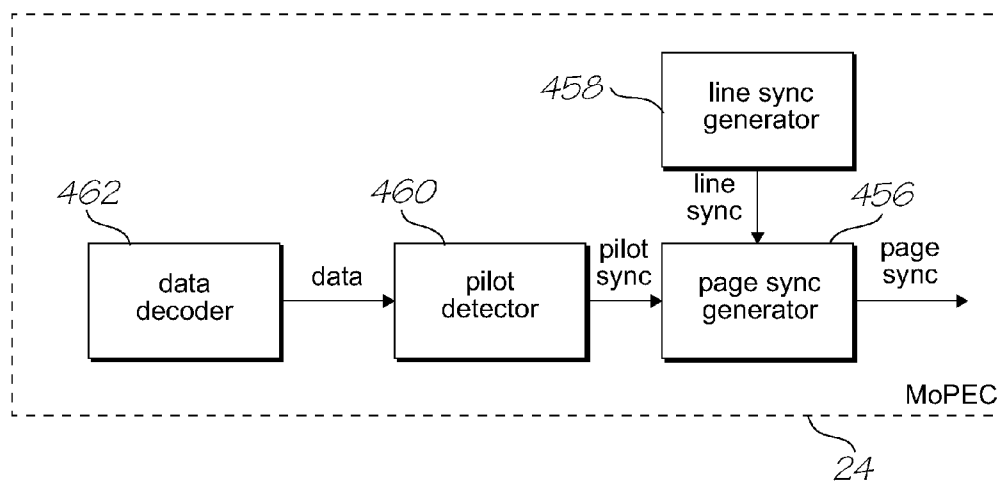 458
line sync
generator
line
sync
462
460
456
data
decoder
data
pilot
detector
pilot
sync
page sync
generator
page
sync
MoPEC
24